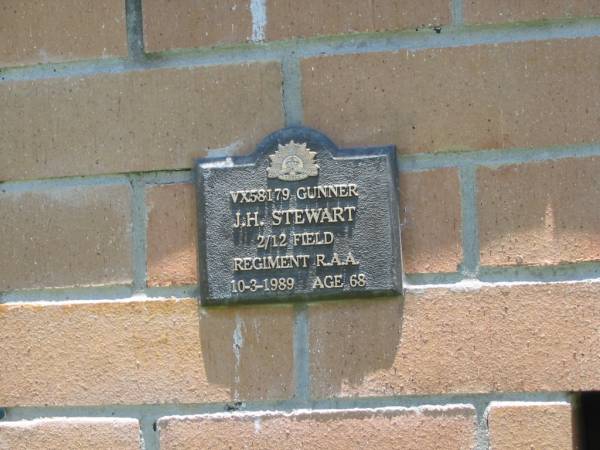 VX58179 GUNNER
J.H. STEWART
2/12 FIELD
REGIMENT R.A.A.
10-3-1989 AGE 68